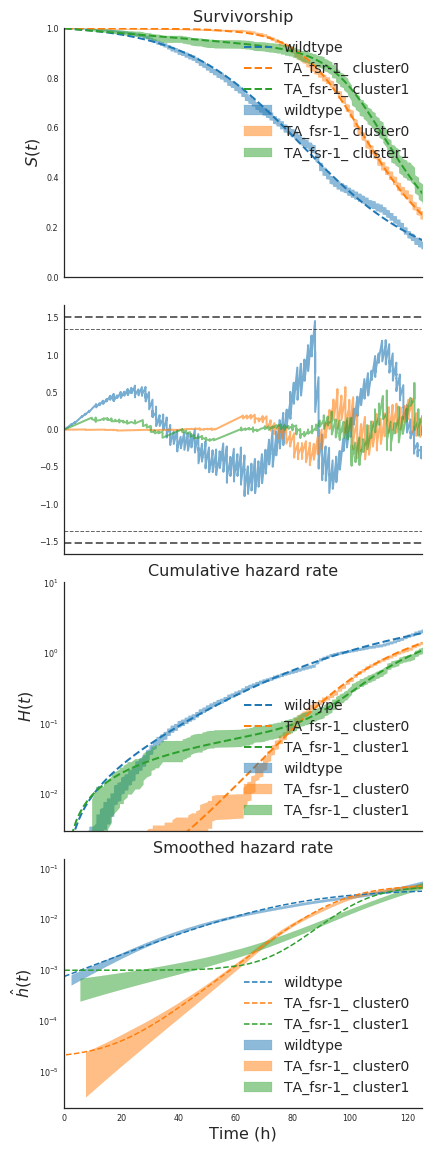 Survivorship
1.0
0.8
0.6
0.4
0.2
0.0
S(t)
wildtype
TA_fsr-1_ cluster0
TA_fsr-1_ cluster1
wildtype
TA_fsr-1_ cluster0
TA_fsr-1_ cluster1
1.5
1.0
0.5
0.0
−0.5
−1.0
−1.5
Cumulative hazard rate
10¹
10⁰
10⁻¹
10⁻²
H(t)
wildtype
TA_fsr-1_ cluster0
TA_fsr-1_ cluster1
wildtype
TA_fsr-1_ cluster0
TA_fsr-1_ cluster1
Smoothed hazard rate
10⁻¹
10⁻²
10⁻³
10⁻⁴
10⁻⁵
ĥ(t)
wildtype
TA_fsr-1_ cluster0
TA_fsr-1_ cluster1
wildtype
TA_fsr-1_ cluster0
TA_fsr-1_ cluster1
0 20 40 60 80 100 120
Time (h)